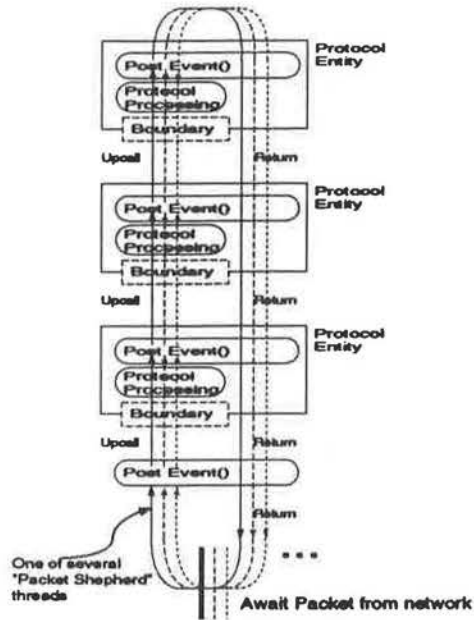 Protocol
Entity
Post Event()
Protocol
Processing
Boundary
Upcall
Return
Protocol
Entity
Post Event()
Protocol
Processing
Boundary
Upcall
Return
Protocol
Entity
Post Event()
Protocol
Processing
Boundary
Upcall
Return
Post Event()
Return
One of several
"Packet Shepherd"
threads
Await Packet from network